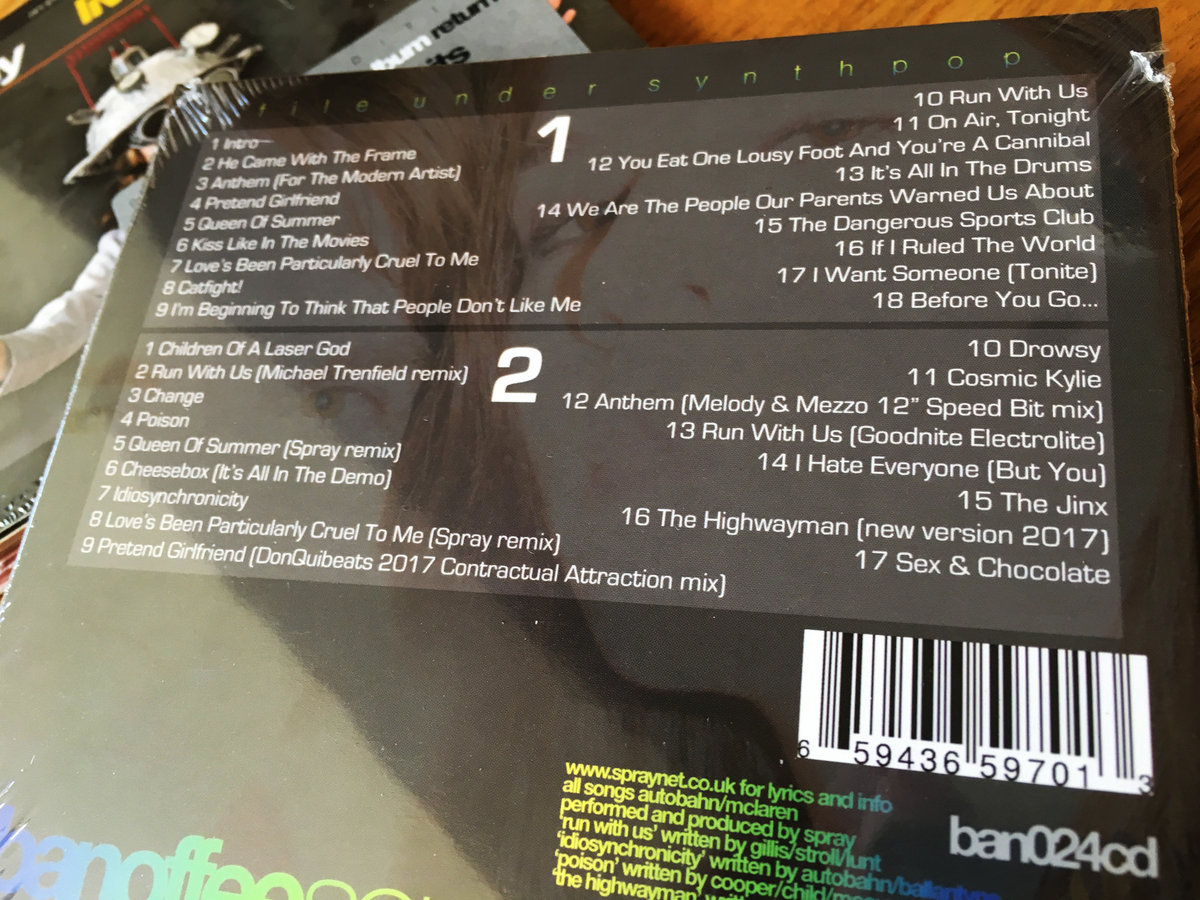 album return
file under synthpop
1
1 Intro
2 He Came With The Frame
3 Anthem (For The Modern Artist)
4 Pretend Girlfriend
5 Queen Of Summer
6 Kiss Like In The Movies
7 Love's Been Particularly Cruel To Me
8 Catfight!
9 I'm Beginning To Think That People Don't Like Me
10 Run With Us
11 On Air, Tonight
12 You Eat One Lousy Foot And You're A Cannibal
13 It's All In The Drums
14 We Are The People Our Parents Warned Us About
15 The Dangerous Sports Club
16 If I Ruled The World
17 I Want Someone (Tonite)
18 Before You Go...
2
1 Children Of A Laser God
2 Run With Us (Michael Trenfield remix)
3 Change
4 Poison
5 Queen Of Summer (Spray remix)
6 Cheesebox (It's All In The Demo)
7 Idiosynchronicity
8 Love's Been Particularly Cruel To Me (Spray remix)
9 Pretend Girlfriend (DonQuibeats 2017 Contractual Attraction mix)
10 Drowsy
11 Cosmic Kylie
12 Anthem (Melody & Mezzo 12" Speed Bit mix)
13 Run With Us (Goodnite Electrolite)
14 I Hate Everyone (But You)
15 The Jinx
16 The Highwayman (new version 2017)
17 Sex & Chocolate
6 59436 59701 3
www.spraynet.co.uk for lyrics and info
all songs autobahn/mclaren
performed and produced by spray
'run with us' written by gillis/stroll/lunt
'idiosynchronicity' written by autobahn/ballantyne
'poison' written by cooper/child/
'the highwayman'
ban024cd
banoffee